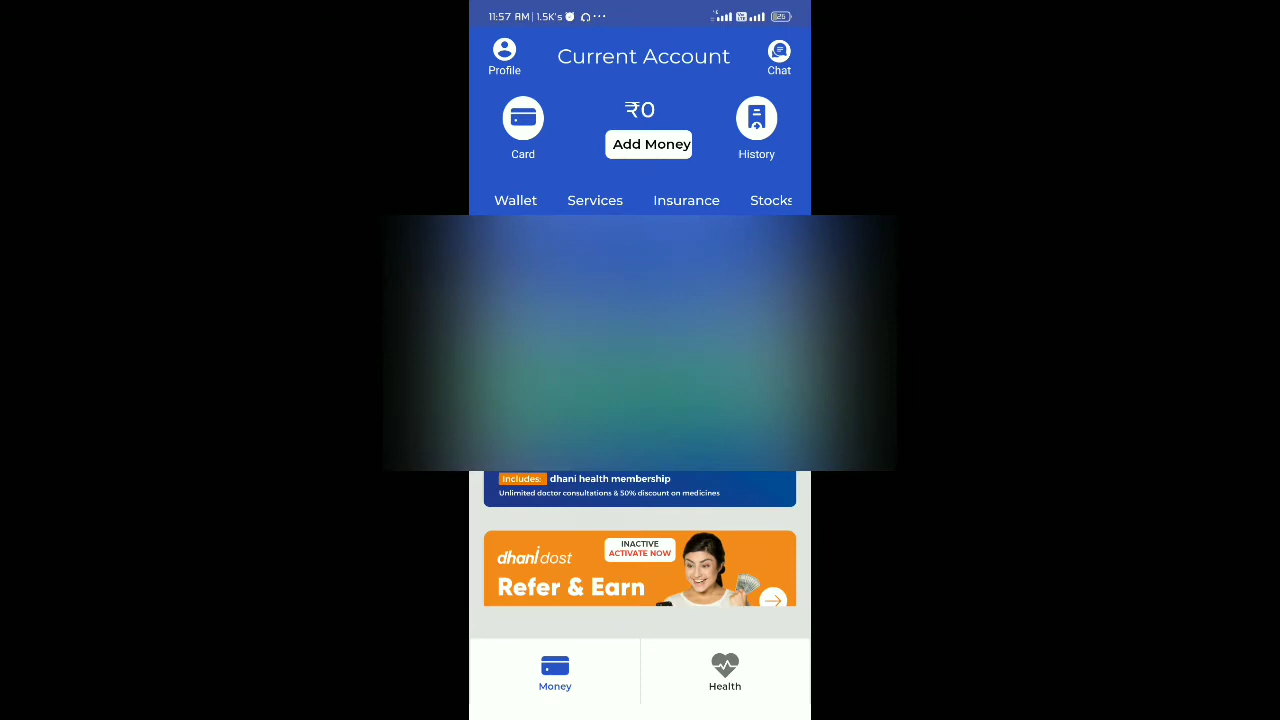 11:57 AM | 1.5K's ...
25
Profile
Current Account
Chat
₹0
Add Money
Card
History
Wallet Services Insurance Stocks
Includes: dhani health membership
Unlimited doctor consultations & 50% discount on medicines
dhani dost
INACTIVE
ACTIVATE NOW
Refer & Earn
Money
Health